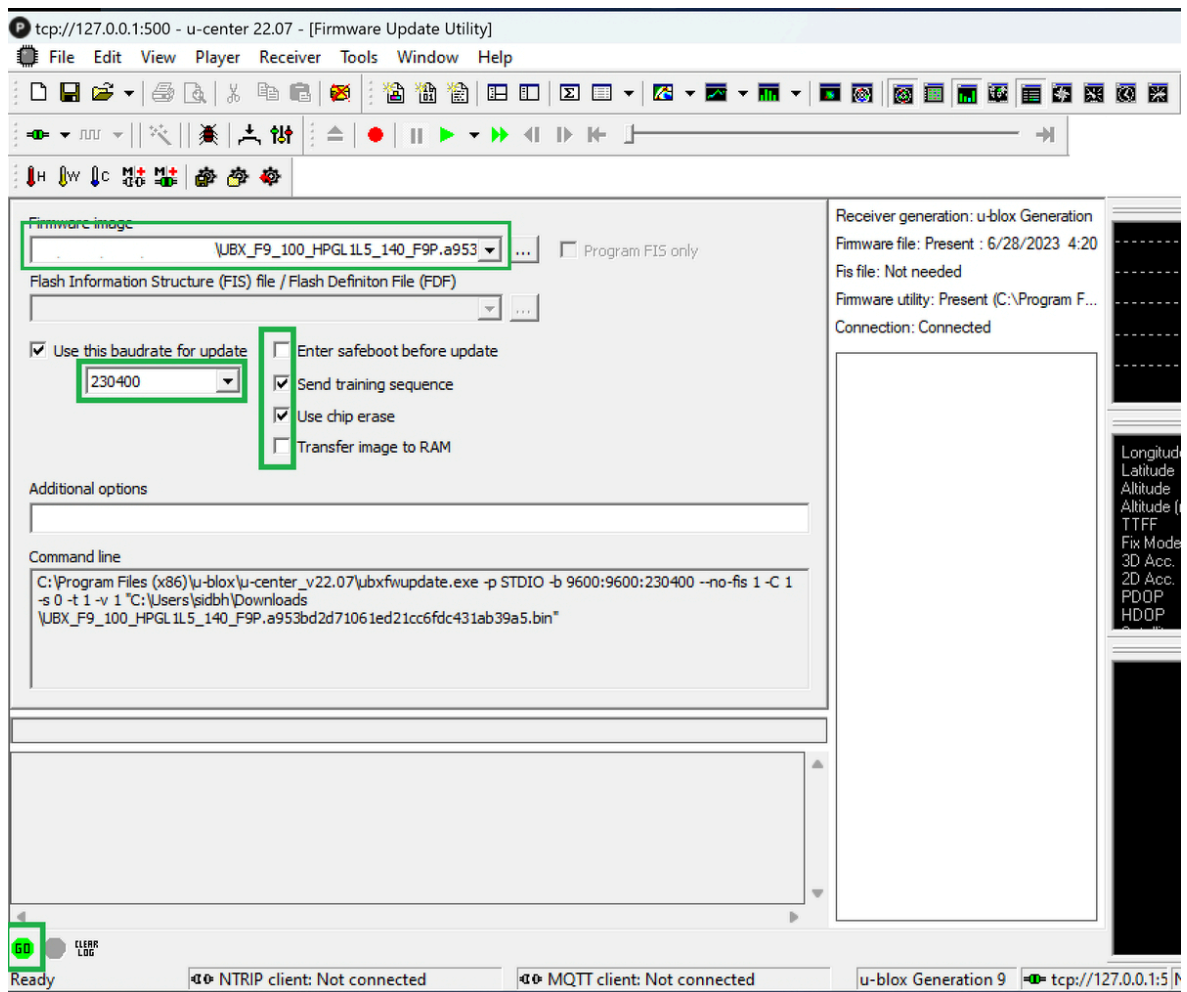 tcp://127.0.0.1:500 - u-center 22.07 - [Firmware Update Utility]
File Edit View Player Receiver Tools Window Help
H W C
Firmware image
\UBX_F9_100_HPGL1L5_140_F9P.a953
...
Program FIS only
Flash Information Structure (FIS) file / Flash Definiton File (FDF)
...
Use this baudrate for update
230400
Enter safeboot before update
Send training sequence
Use chip erase
Transfer image to RAM
Additional options
Command line
C:\Program Files (x86)\u-blox\u-center_v22.07\ubxfwupdate.exe -p STDIO -b 9600:9600:230400 --no-fis 1 -C 1
-s 0 -t 1 -v 1 "C:\Users\sidbh\Downloads
\UBX_F9_100_HPGL1L5_140_F9P.a953bd2d71061ed21cc6fdc431ab39a5.bin"
Receiver generation: u-blox Generation
Firmware file: Present : 6/28/2023 4:20
Fis file: Not needed
Firmware utility: Present (C:\Program F...
Connection: Connected
Longitud
Latitude
Altitude
Altitude (
TTFF
Fix Mode
3D Acc.
2D Acc.
PDOP
HDOP
GO
CLEAR
LOG
Ready
NTRIP client: Not connected
MQTT client: Not connected
u-blox Generation 9
tcp://127.0.0.1:5